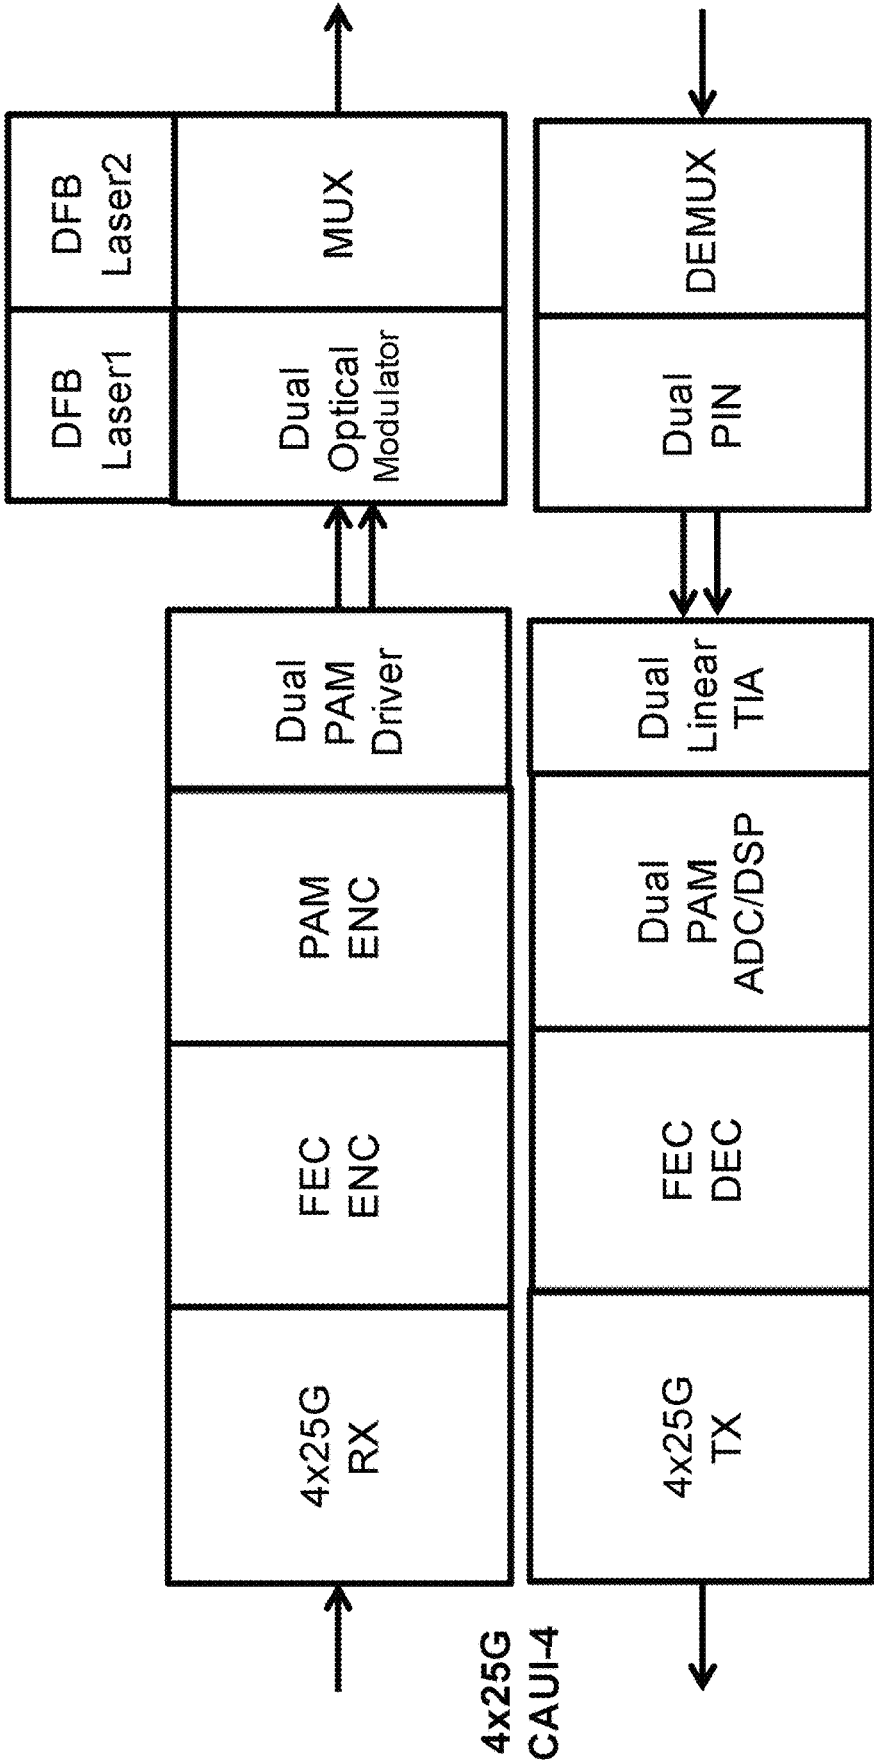 DFB
Laser1
DFB
Laser2
4x25G
RX
FEC
ENC
PAM
ENC
Dual
PAM
Driver
Dual
Optical
Modulator
MUX
4x25G
CAUI-4
4x25G
TX
FEC
DEC
Dual
PAM
ADC/DSP
Dual
Linear
TIA
Dual
PIN
DEMUX